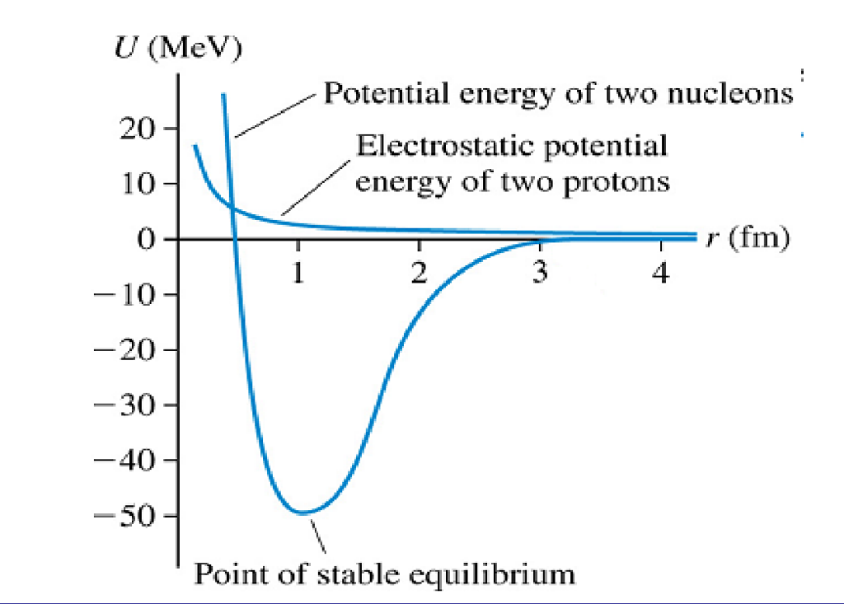 U (MeV)
Potential energy of two nucleons
20
Electrostatic potential
energy of two protons
10
0
r (fm)
1
2
3
4
−10
−20
−30
−40
−50
Point of stable equilibrium